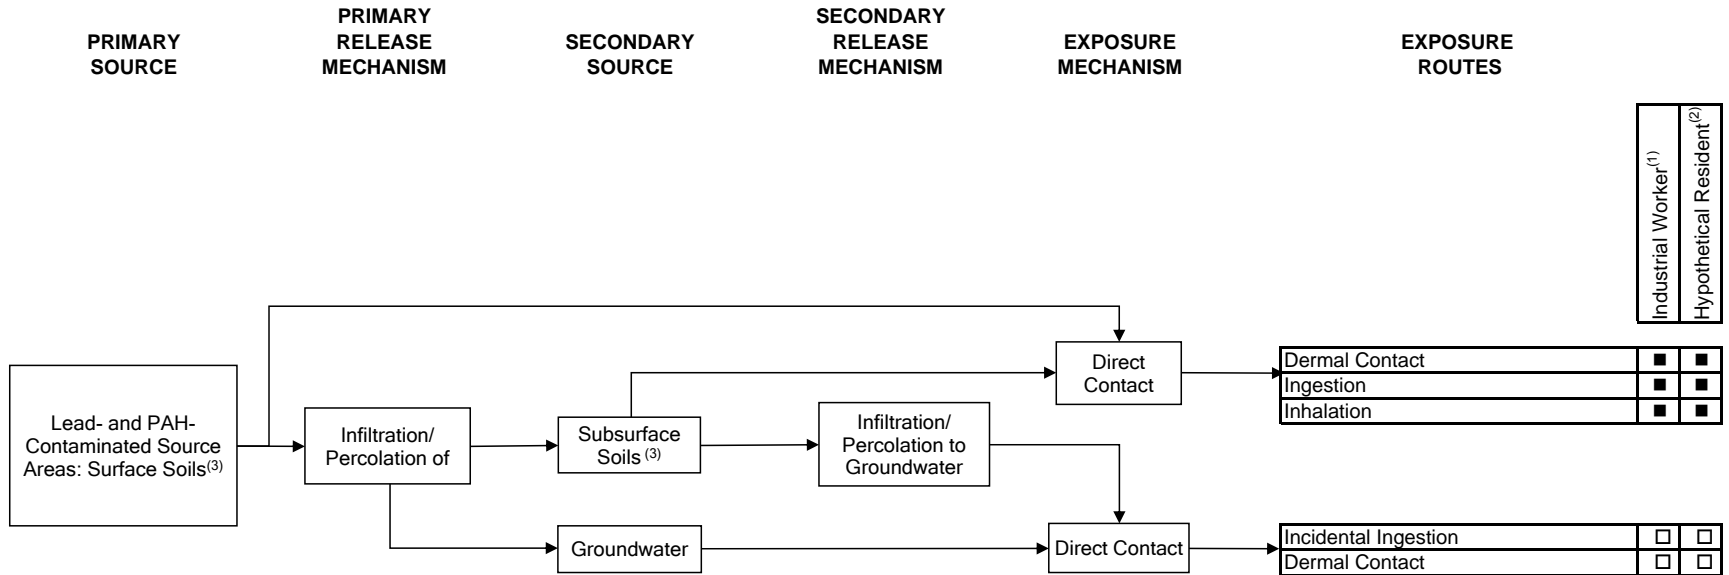 PRIMARY
SOURCE
PRIMARY
RELEASE
MECHANISM
SECONDARY
SOURCE
SECONDARY
RELEASE
MECHANISM
EXPOSURE
MECHANISM
EXPOSURE
ROUTES
Industrial Worker(1)
Hypothetical Resident(2)
Lead- and PAH-
Contaminated Source
Areas: Surface Soils(3)
Infiltration/
Percolation of
Subsurface
Soils (3)
Groundwater
Infiltration/
Percolation to
Groundwater
Direct
Contact
Direct Contact
Dermal Contact ■ ■
Ingestion ■ ■
Inhalation ■ ■
Incidental Ingestion □ □
Dermal Contact □ □